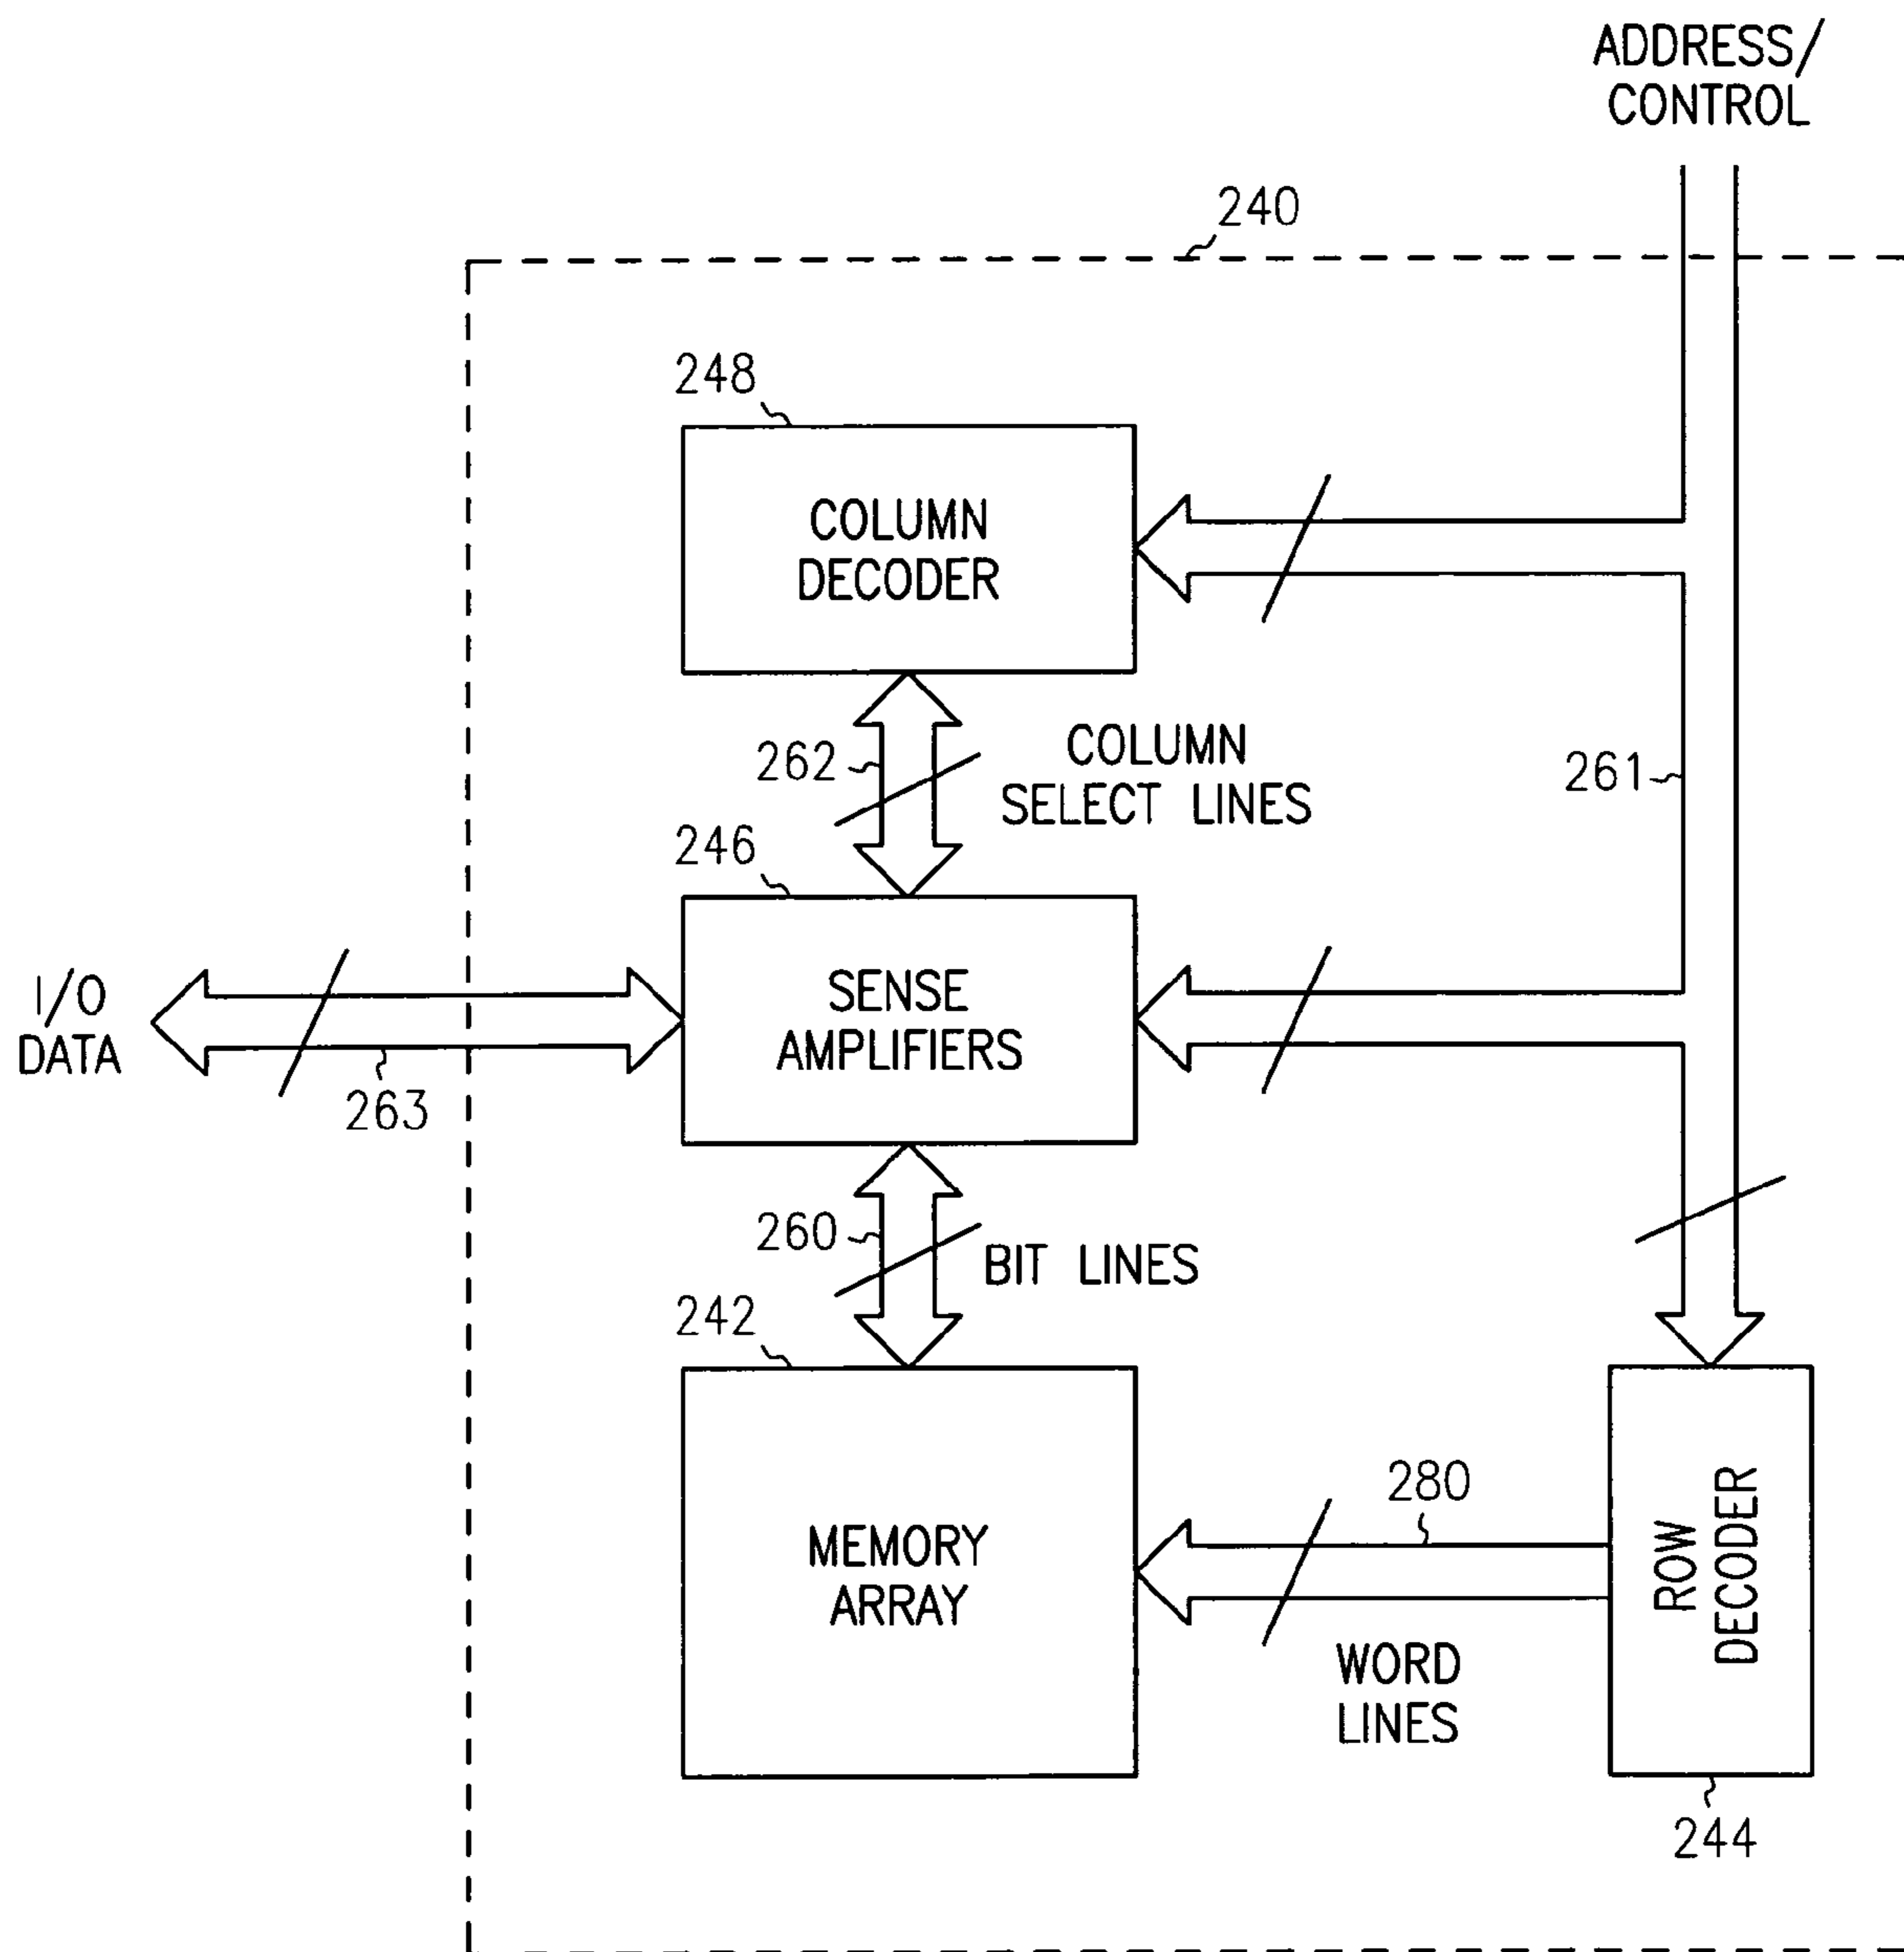 ADDRESS/
CONTROL
240
248
COLUMN
DECODER
262
COLUMN
SELECT LINES
261
246
I/O
DATA
SENSE
AMPLIFIERS
263
260
BIT LINES
242
280
MEMORY
ARRAY
ROW
DECODER
WORD
LINES
244